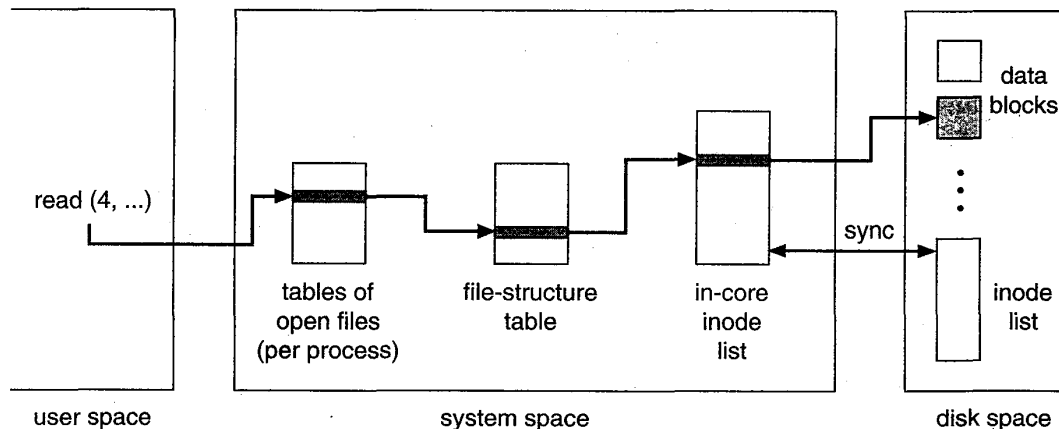 data
blocks
read (4, ...)
sync
tables of
open files
(per process)
file-structure
table
in-core
inode
list
inode
list
user space
system space
disk space